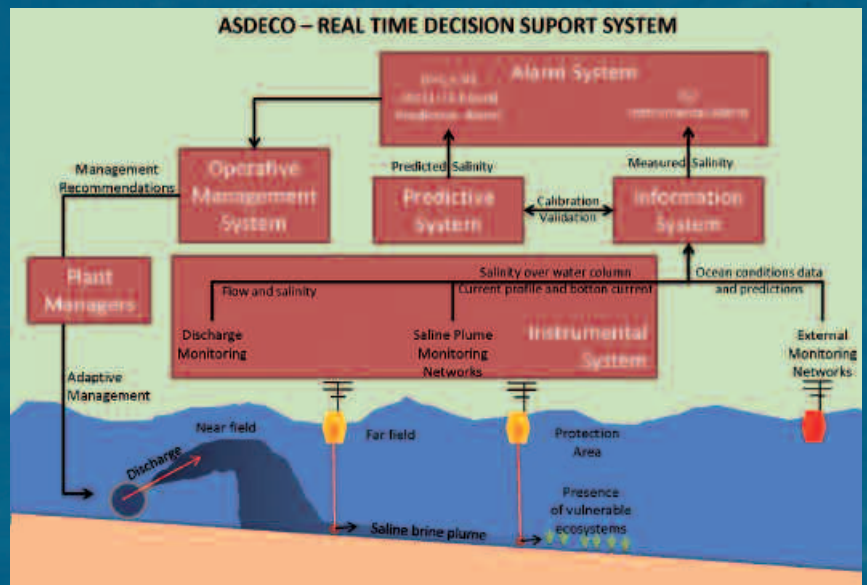 ASDECO – REAL TIME DECISION SUPORT SYSTEM
Alarm System
Predictive Alarm
Instrumental Alarm
Predicted Salinity
Measured Salinity
Management
Recommendations
Operative
Management
System
Predictive
System
Calibration
Validation
Information
System
Plant
Managers
Salinity over water column
Current profile and botton current
Flow and salinity
Ocean conditions data
and predictions
Discharge
Monitoring
Saline Plume
Monitoring
Networks
Instrumental
System
External
Monitoring
Networks
Adaptive
Management
Near field
Far field
Protection
Area
Discharge
Presence
of vulnerable
ecosystems
Saline brine plume